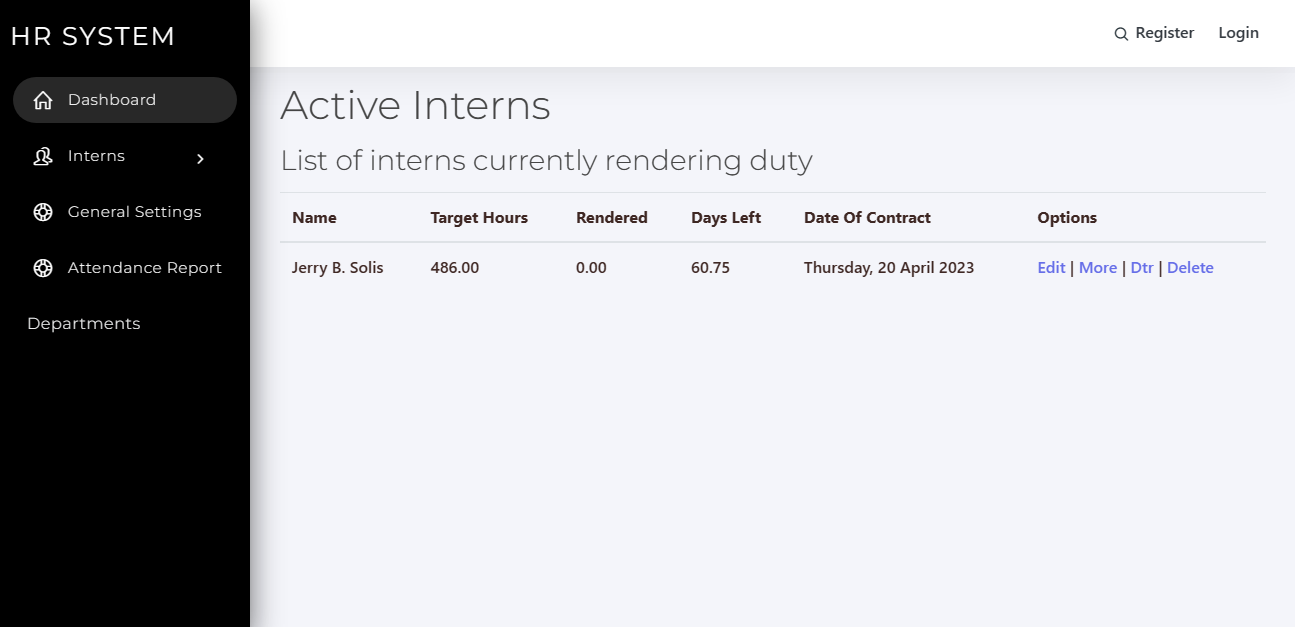 HR SYSTEM
Dashboard
Interns
General Settings
Attendance Report
Departments
Register Login
Active Interns
List of interns currently rendering duty
Name Target Hours Rendered Days Left Date Of Contract Options
Jerry B. Solis 486.00 0.00 60.75 Thursday, 20 April 2023 Edit | More | Dtr | Delete